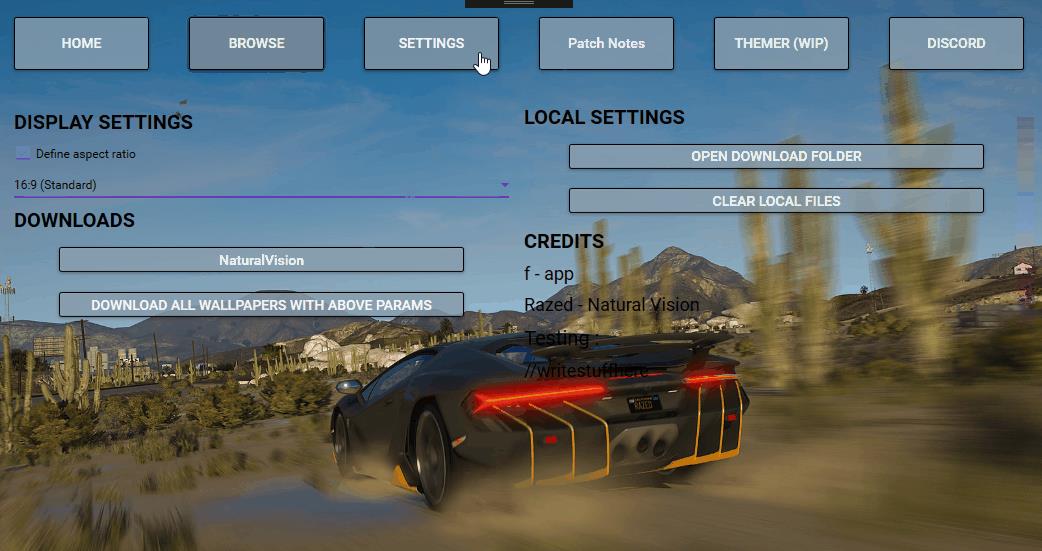 HOME
BROWSE
SETTINGS
Patch Notes
THEMER (WIP)
DISCORD
DISPLAY SETTINGS
Define aspect ratio
16:9 (Standard)
DOWNLOADS
NaturalVision
DOWNLOAD ALL WALLPAPERS WITH ABOVE PARAMS
LOCAL SETTINGS
OPEN DOWNLOAD FOLDER
CLEAR LOCAL FILES
CREDITS
f - app
Razed - Natural Vision
Testing :
//writestuffhere
RAZED